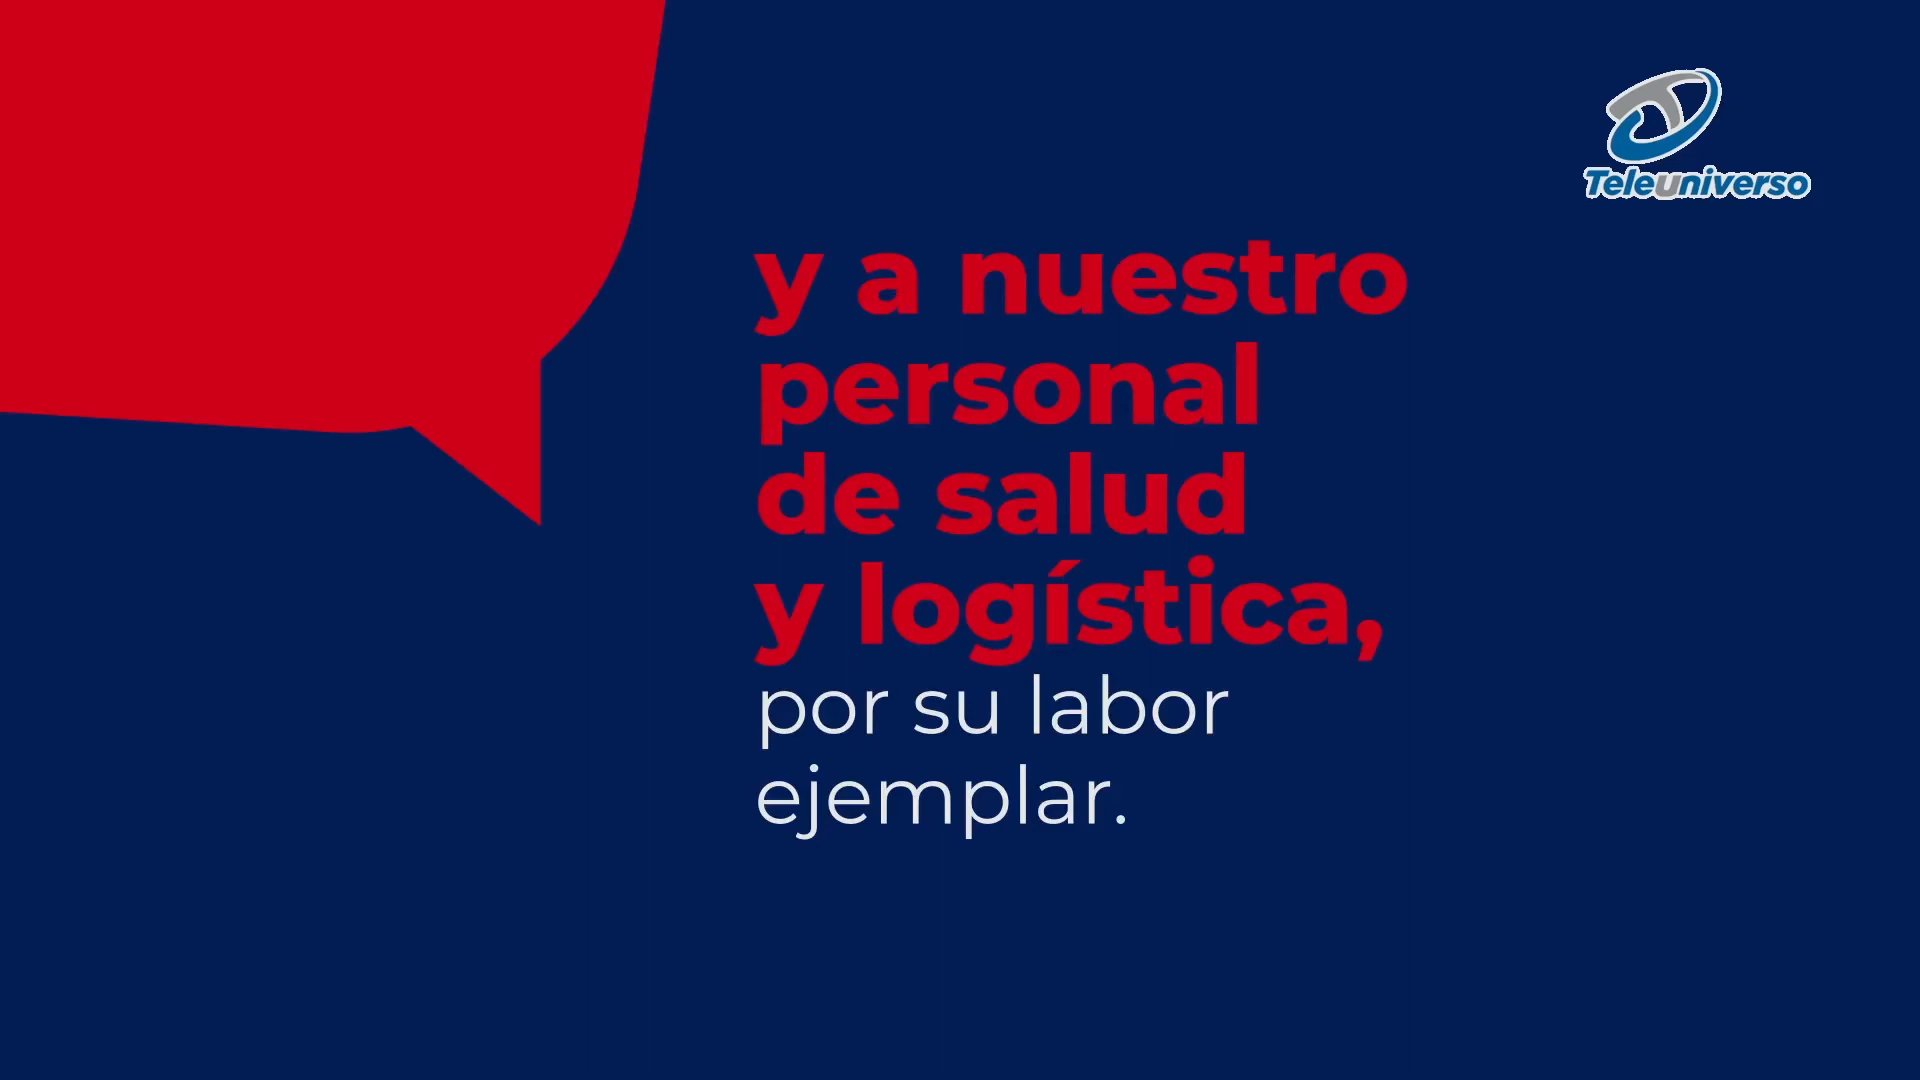 Teleuniverso
y a nuestro
personal
de salud
y logística,
por su labor
ejemplar.